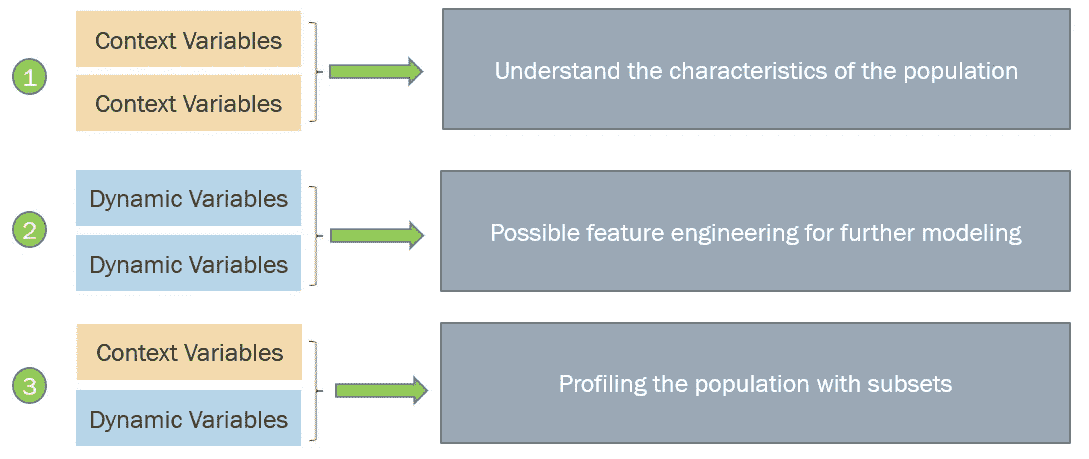 1
Context Variables
Context Variables
Understand the characteristics of the population
2
Dynamic Variables
Dynamic Variables
Possible feature engineering for further modeling
3
Context Variables
Dynamic Variables
Profiling the population with subsets